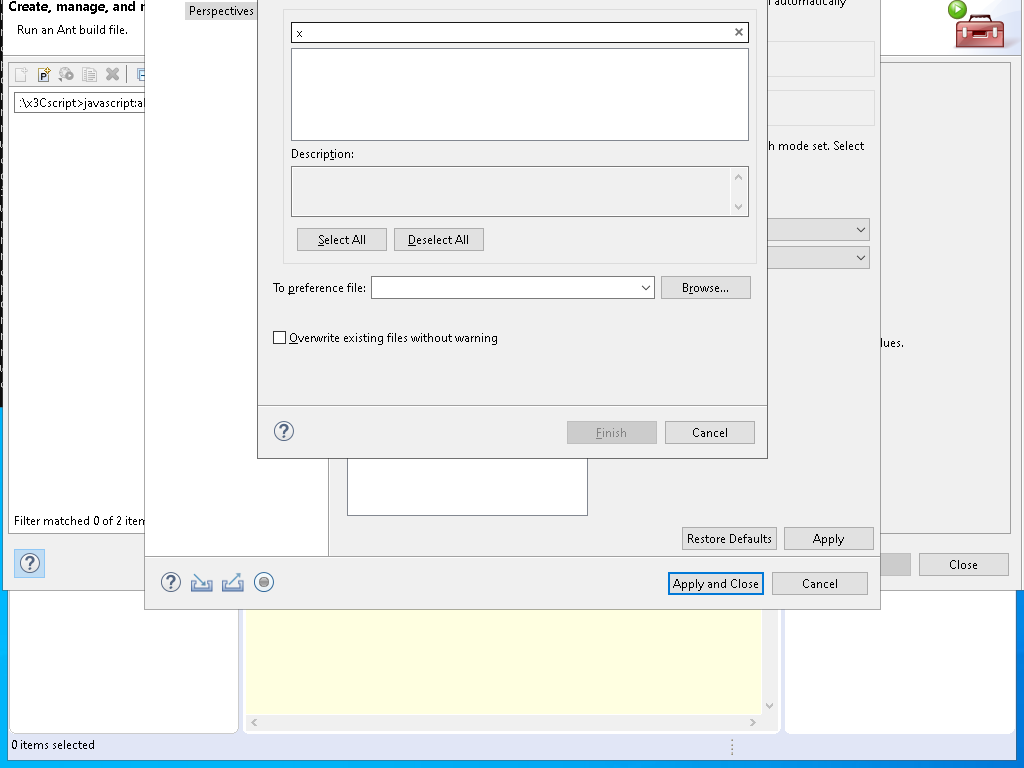 Create, manage, and r
Run an Ant build file.
Perspectives
automatically
x
:\x3Cscript>javascript:al
h mode set. Select
Description:
Select All
Deselect All
To preference file:
Browse...
Overwrite existing files without warning
lues.
Finish
Cancel
Filter matched 0 of 2 iten
Restore Defaults
Apply
Close
Apply and Close
Cancel
0 items selected